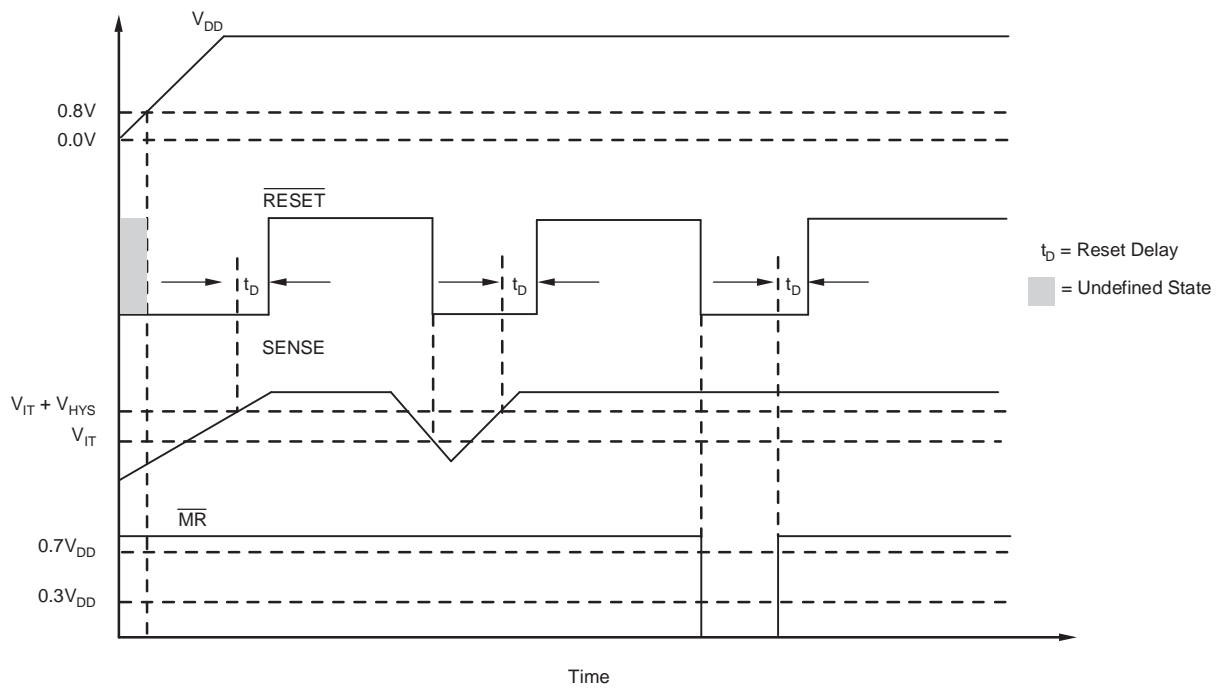 V_DD
0.8V
0.0V
RESET
t_D
t_D
t_D
t_D = Reset Delay
= Undefined State
SENSE
V_IT + V_HYS
V_IT
MR
0.7V_DD
0.3V_DD
Time